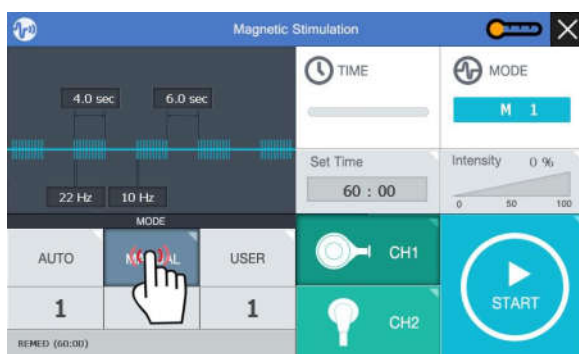 Magnetic Stimulation
4.0 sec
6.0 sec
22 Hz
10 Hz
TIME
MODE
M 1
Set Time
60 : 00
Intensity 0 %
0 50 100
MODE
AUTO
USER
1
1
REMED (60:00)
CH1
CH2
START